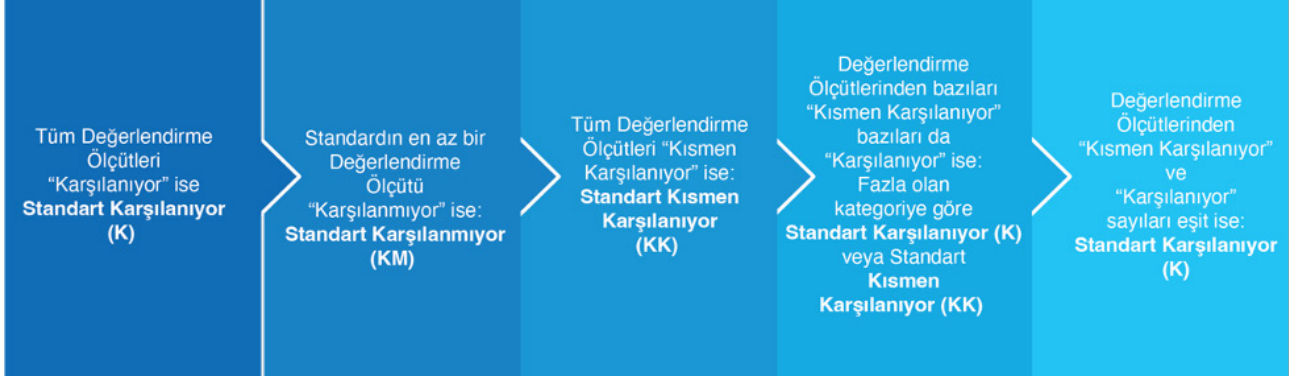 Tüm Değerlendirme
Ölçütleri
“Karşılanıyor” ise
Standart Karşılanıyor
(K)
Standardın en az bir
Değerlendirme
Ölçütü
“Karşılanmıyor” ise:
Standart Karşılanmıyor
(KM)
Tüm Değerlendirme
Ölçütleri “Kısmen
Karşılanıyor” ise:
Standart Kısmen
Karşılanıyor
(KK)
Değerlendirme
Ölçütlerinden bazıları
“Kısmen Karşılanıyor”
bazıları da
“Karşılanıyor” ise:
Fazla olan
kategoriye göre
Standart Karşılanıyor (K)
veya Standart
Kısmen
Karşılanıyor (KK)
Değerlendirme
Ölçütlerinden
“Kısmen Karşılanıyor”
ve
“Karşılanıyor”
sayıları eşit ise:
Standart Karşılanıyor
(K)